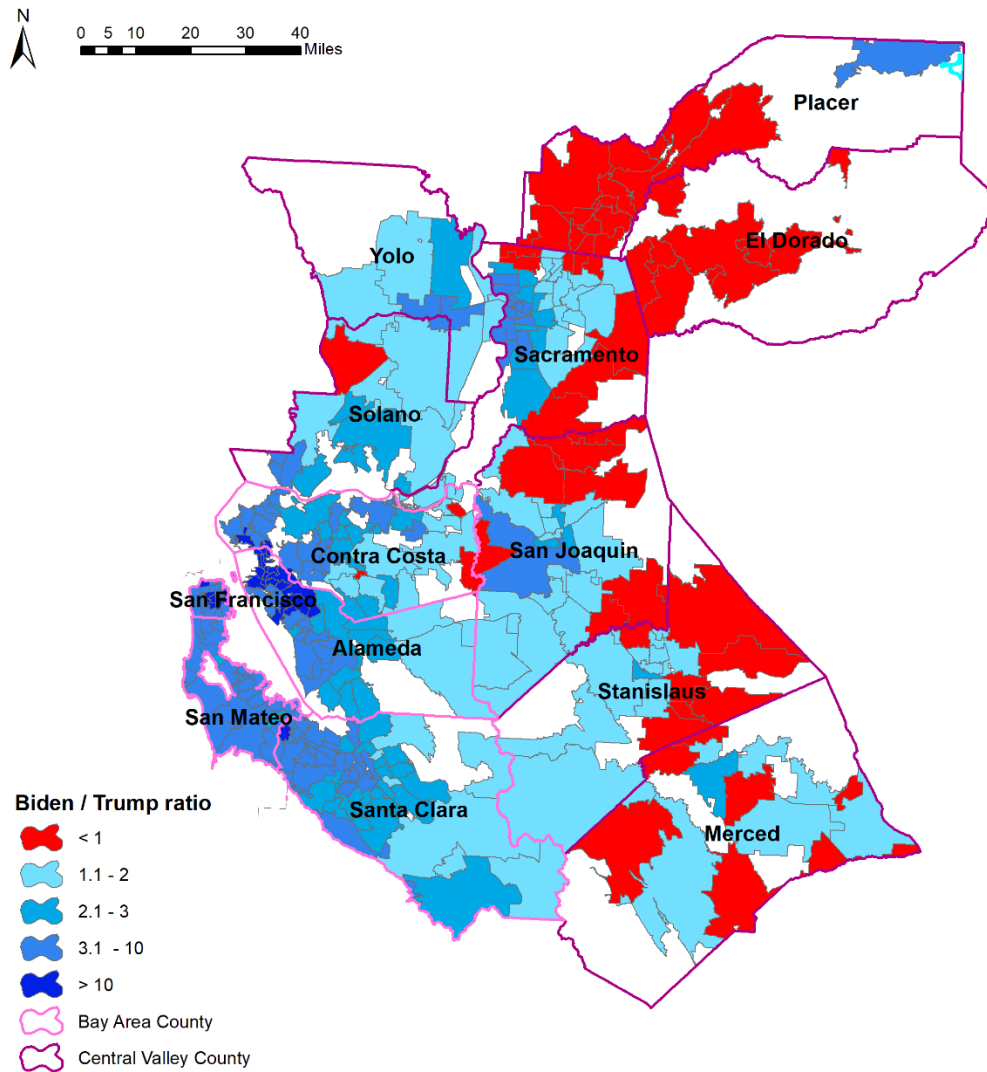 N
0 5 10 20 30 40
Miles
Placer
El Dorado
Yolo
Sacramento
Solano
Contra Costa
San Joaquin
San Francisco
Alameda
Stanislaus
San Mateo
Santa Clara
Merced
Biden / Trump ratio
< 1
1.1 - 2
2.1 - 3
3.1 - 10
> 10
Bay Area County
Central Valley County